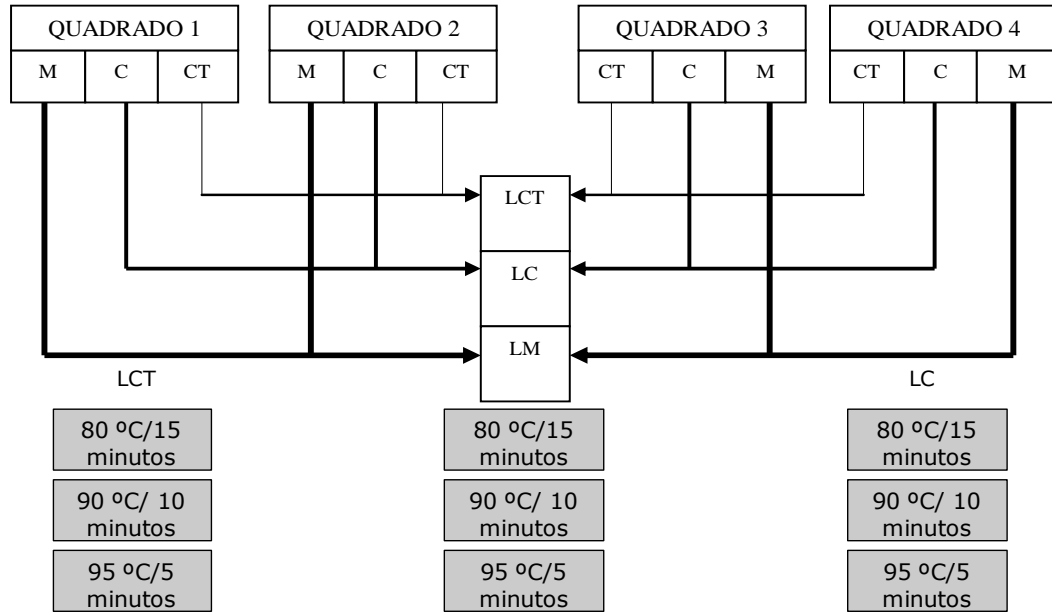 QUADRADO 1
M C CT
QUADRADO 2
M C CT
QUADRADO 3
CT C M
QUADRADO 4
CT C M
LCT
LC
LM
LCT
LC
80 ºC/15
minutos
80 ºC/15
minutos
80 ºC/15
minutos
90 ºC/ 10
minutos
90 ºC/ 10
minutos
90 ºC/ 10
minutos
95 ºC/5
minutos
95 ºC/5
minutos
95 ºC/5
minutos